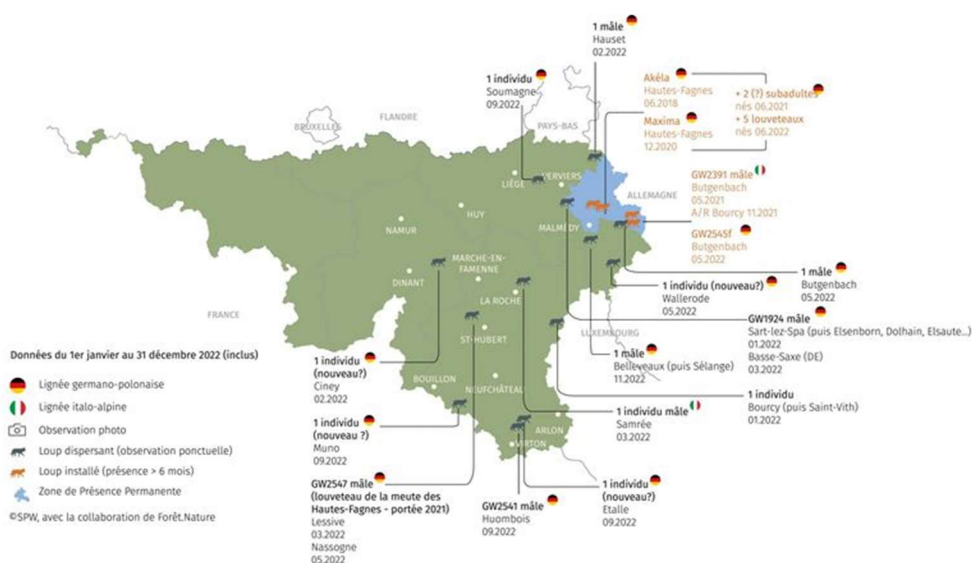 1 mâle
Hauset
02.2022
1 individu
Soumagne
09.2022
Akéla
Hautes-Fagnes
06.2018
Maxima
Hautes-Fagnes
12.2020
+ 2 (?) subadultes
nés 06.2021
+ 5 louveteaux
nés 06.2022
FLANDRE
BRUXELLES
PAYS-BAS
LIÈGE
VERVIERS
ALLEMAGNE
GW2391 mâle
Butgenbach
05.2021
A/R Bourcy 11.2021
GW2545f
Butgenbach
05.2022
HUY
NAMUR
MALMÉDY
MARCHE-EN-
FAMENNE
DINANT
LA ROCHE
FRANCE
ST-HUBERT
LUXEMBOURG
BOUILLON
NEUFCHÂTEAU
ARLON
VIRTON
1 mâle
Butgenbach
05.2022
1 individu (nouveau?)
Wallerode
05.2022
GW1924 mâle
Sart-lez-Spa (puis Elsenborn, Dolhain, Elsaute...)
01.2022
Basse-Saxe (DE)
03.2022
1 mâle
Bellevaux (puis Sélange)
11.2022
1 individu
Bourcy (puis Saint-Vith)
01.2022
1 individu mâle
Samrée
03.2022
1 individu
(nouveau?)
Etalle
09.2022
GW2541 mâle
Huombois
09.2022
1 individu
(nouveau?)
Ciney
02.2022
1 individu
(nouveau ?)
Muno
09.2022
GW2547 mâle
(louveteau de la meute des
Hautes-Fagnes - portée 2021)
Lessive
03.2022
Nassogne
05.2022
Données du 1er janvier au 31 décembre 2022 (inclus)
Lignée germano-polonaise
Lignée italo-alpine
Observation photo
Loup dispersant (observation ponctuelle)
Loup installé (présence > 6 mois)
Zone de Présence Permanente
©SPW, avec la collaboration de Forêt.Nature